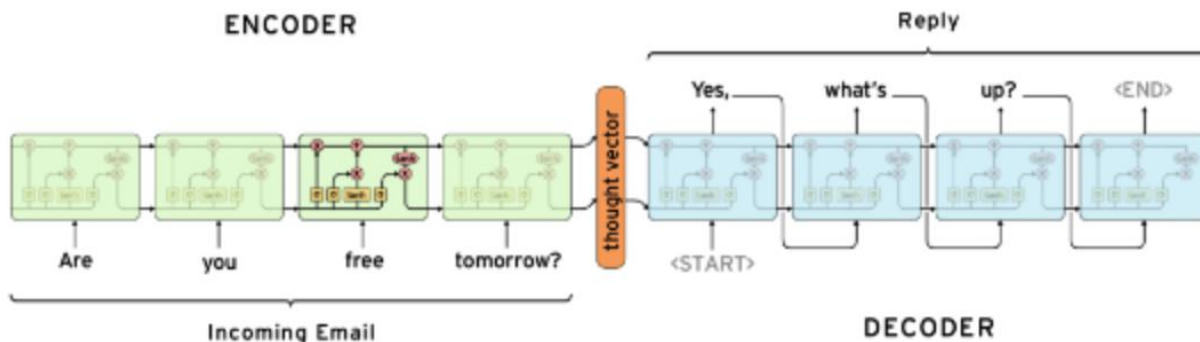 ENCODER
Reply
Yes, what's up? <END>
thought vector
Are you free tomorrow?
<START>
Incoming Email
DECODER